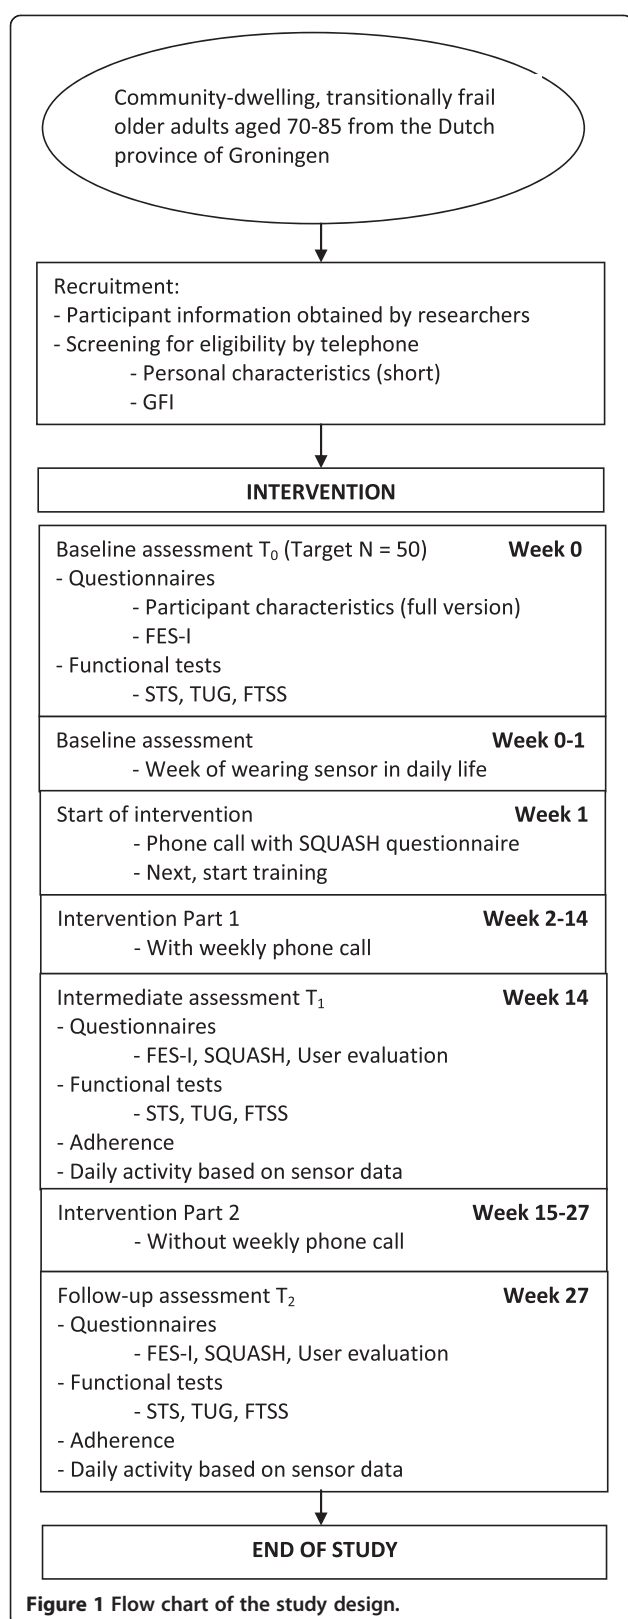 Community-dwelling, transitionally frail
older adults aged 70-85 from the Dutch
province of Groningen
Recruitment:
- Participant information obtained by researchers
- Screening for eligibility by telephone
- Personal characteristics (short)
- GFI
INTERVENTION
Baseline assessment T₀ (Target N = 50) Week 0
- Questionnaires
- Participant characteristics (full version)
- FES-I
- Functional tests
- STS, TUG, FTSS
Baseline assessment Week 0-1
- Week of wearing sensor in daily life
Start of intervention Week 1
- Phone call with SQUASH questionnaire
- Next, start training
Intervention Part 1 Week 2-14
- With weekly phone call
Intermediate assessment T₁ Week 14
- Questionnaires
- FES-I, SQUASH, User evaluation
- Functional tests
- STS, TUG, FTSS
- Adherence
- Daily activity based on sensor data
Intervention Part 2 Week 15-27
- Without weekly phone call
Follow-up assessment T₂ Week 27
- Questionnaires
- FES-I, SQUASH, User evaluation
- Functional tests
- STS, TUG, FTSS
- Adherence
- Daily activity based on sensor data
END OF STUDY
Figure 1 Flow chart of the study design.